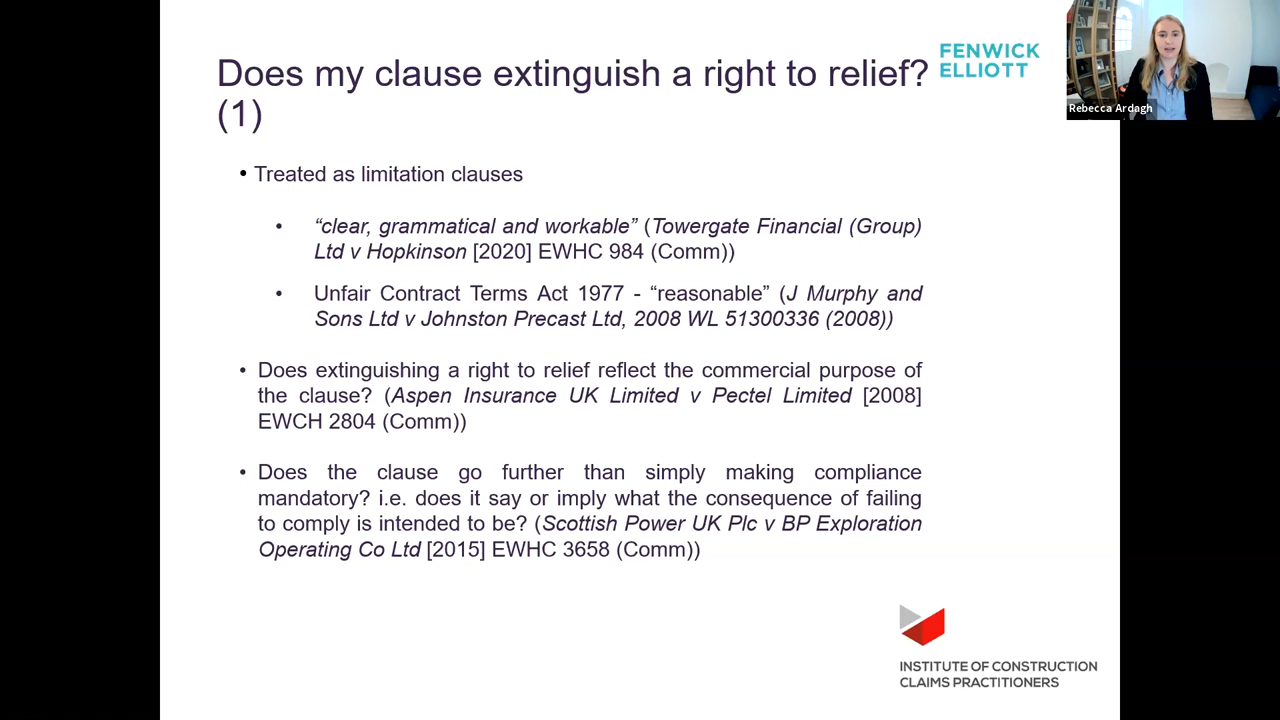 Does my clause extinguish a right to relief?
(1)
FENWICK
ELLIOTT
Rebecca Ardagh
• Treated as limitation clauses
• “clear, grammatical and workable” (Towergate Financial (Group)
Ltd v Hopkinson [2020] EWHC 984 (Comm))
• Unfair Contract Terms Act 1977 - “reasonable” (J Murphy and
Sons Ltd v Johnston Precast Ltd, 2008 WL 51300336 (2008))
• Does extinguishing a right to relief reflect the commercial purpose of
the clause? (Aspen Insurance UK Limited v Pectel Limited [2008]
EWCH 2804 (Comm))
• Does the clause go further than simply making compliance
mandatory? i.e. does it say or imply what the consequence of failing
to comply is intended to be? (Scottish Power UK Plc v BP Exploration
Operating Co Ltd [2015] EWHC 3658 (Comm))
INSTITUTE OF CONSTRUCTION
CLAIMS PRACTITIONERS